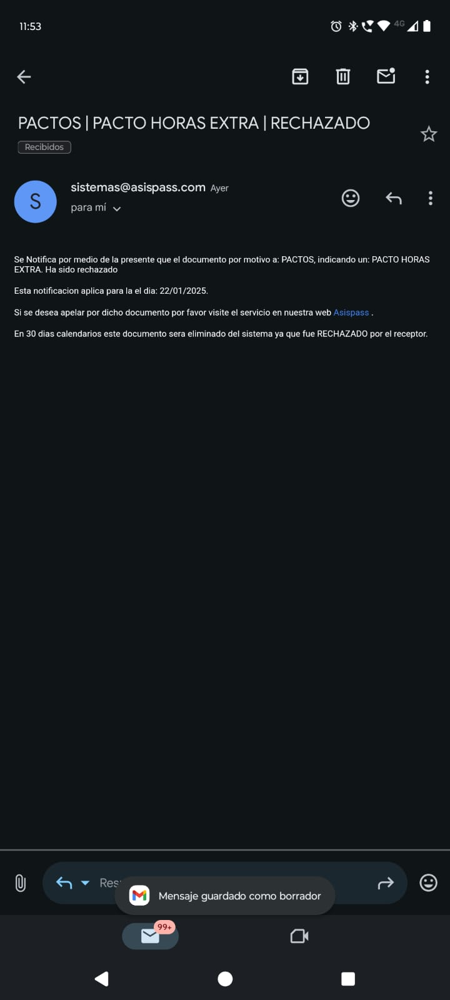 11:53
4G
PACTOS | PACTO HORAS EXTRA | RECHAZADO
Recibidos
S
sistemas@asispass.com Ayer
para mí
Se Notifica por medio de la presente que el documento por motivo a: PACTOS, indicando un: PACTO HORAS
EXTRA. Ha sido rechazado
Esta notificacion aplica para la el dia: 22/01/2025.
Si se desea apelar por dicho documento por favor visite el servicio en nuestra web Asispass .
En 30 dias calendarios este documento sera eliminado del sistema ya que fue RECHAZADO por el receptor.
Mensaje guardado como borrador
99+